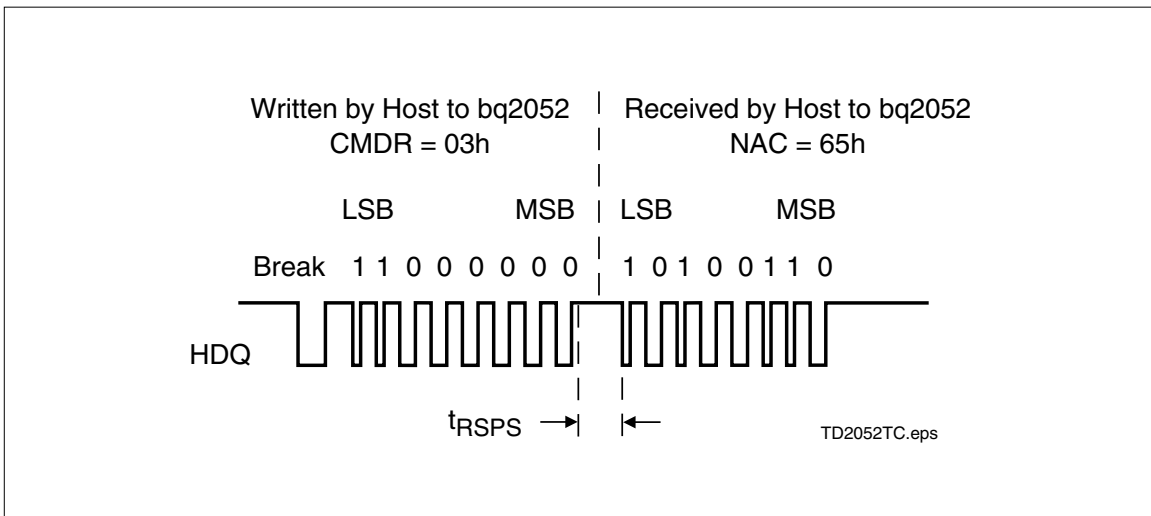 Written by Host to bq2052
CMDR = 03h
Received by Host to bq2052
NAC = 65h
LSB MSB LSB MSB
Break 1 1 0 0 0 0 0 0 1 0 1 0 0 1 1 0
HDQ
tRSPS
TD2052TC.eps